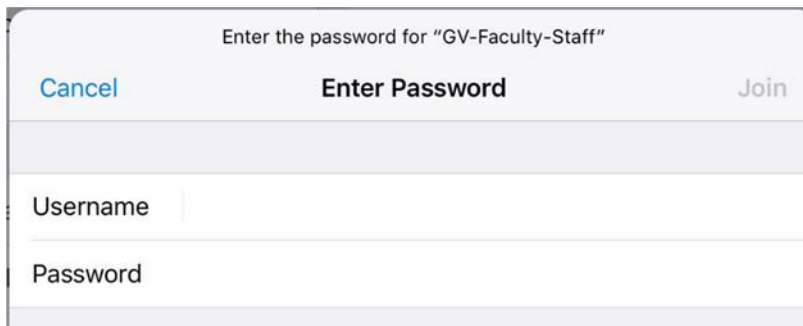 Enter the password for “GV-Faculty-Staff”
Cancel Enter Password Join
Username
Password